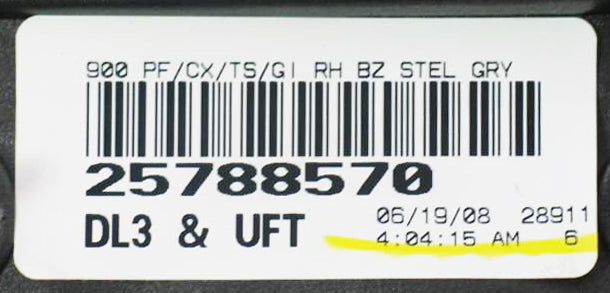 900 PF/CX/TS/GI RH BZ STEL GRY
25788570
DL3 & UFT
06/19/08 28911
4:04:15 AM 6